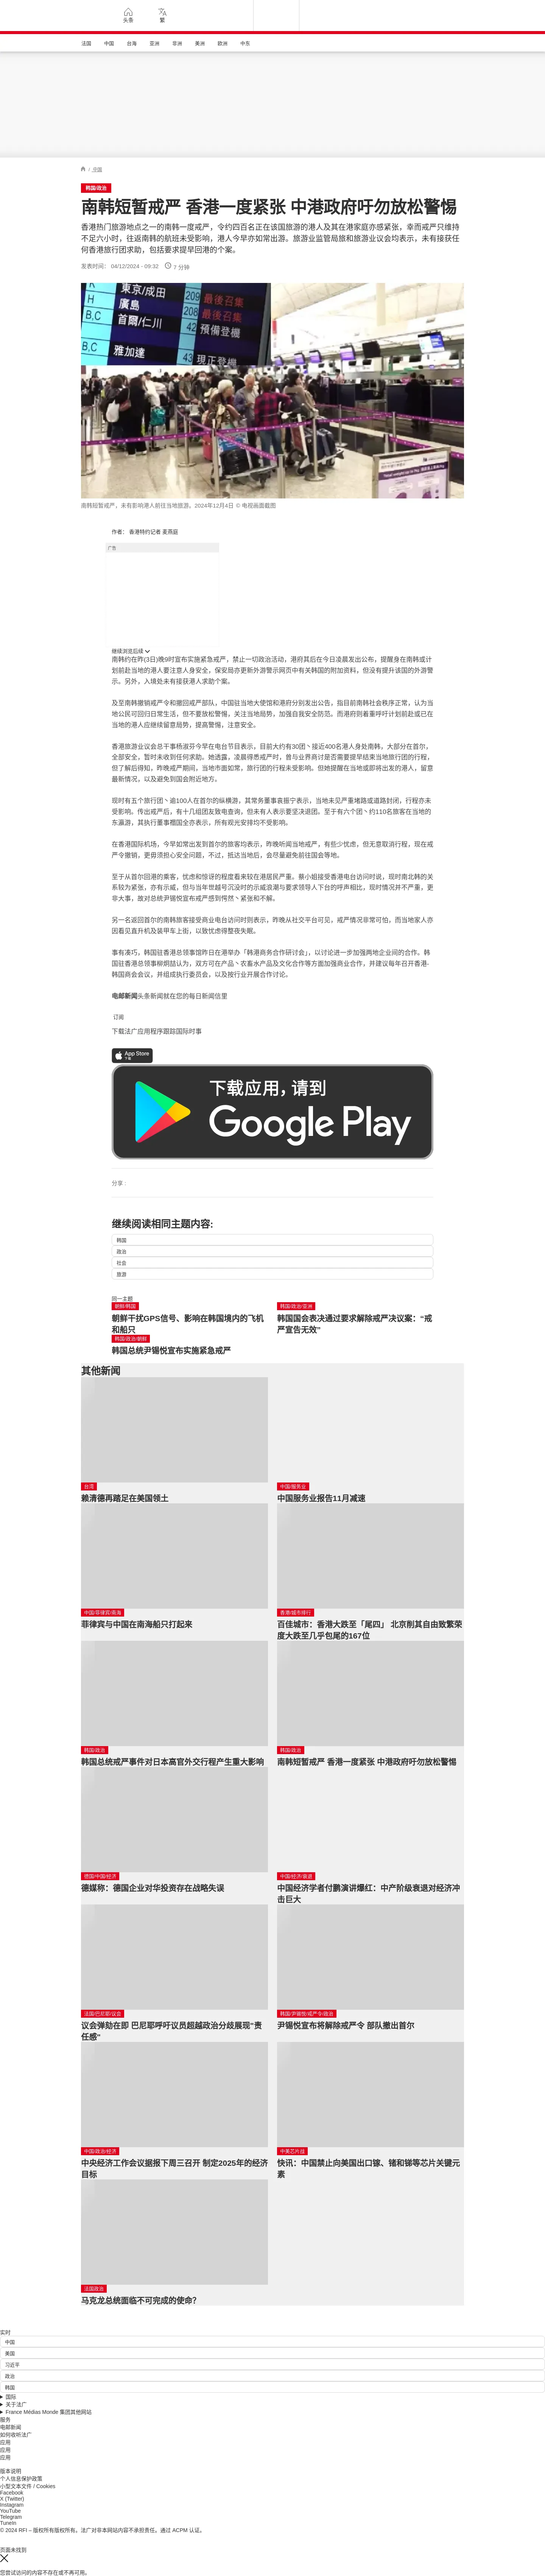 头条
繁
法国
中国
台海
亚洲
非洲
美洲
欧洲
中东
/ 中国
韩国/政治
南韩短暂戒严 香港一度紧张 中港政府吁勿放松警惕
香港热门旅游地点之一的南韩一度戒严，令约四百名正在该国旅游的港人及其在港家庭亦感紧张，幸而戒严只维持
不足六小时，往返南韩的航班未受影响，港人今早亦如常出游。旅游业监管局旅和旅游业议会均表示，未有接获任
何香港旅行团求助，包括要求提早回港的个案。
发表时间： 04/12/2024 - 09:32
7 分钟
東京/成田
最後召集
廣島
最後召集
首爾/仁川
預備登機
雅加達
現正登機
43
H
B,C
B,C
南韩短暂戒严，未有影响港人前往当地旅游。2024年12月4日 © 电视画面截图
作者： 香港特约记者 麦燕庭
广告
继续浏览后续
南韩约在昨(3日)晚9时宣布实施紧急戒严，禁止一切政治活动，港府其后在今日凌晨发出公布，提醒身在南韩或计
划前赴当地的港人要注意人身安全，保安局亦更新外游警示网页中有关韩国的附加资料，但没有提升该国的外游警
示。另外，入境处未有接获港人求助个案。
及至南韩撤销戒严令和撤回戒严部队，中国驻当地大使馆和港府分别发出公告，指目前南韩社会秩序正常，认为当
地公民可回归日常生活，但不要放松警惕，关注当地局势，加强自我安全防范。而港府则着重呼吁计划前赴或已在
当地的港人应继续留意局势，提高警惕，注意安全。
香港旅游业议会总干事杨淑芬今早在电台节目表示，目前大约有30团丶接近400名港人身处南韩，大部分在首尔，
全部安全，暂时未收到任何求助。她透露，凌晨得悉戒严时，曾与业界商讨是否需要提早结束当地旅行团的行程，
但了解后得知，昨晚戒严期间，当地市面如常，旅行团的行程未受影响。但她提醒在当地或即将出发的港人，留意
最新情况，以及避免到国会附近地方。
现时有五个旅行团丶逾100人在首尔的纵横游，其常务董事袁振宁表示，当地未见严重堵路或道路封闭，行程亦未
受影响。传出戒严后，有十几组团友致电查询，但未有人表示要坚决退团。至于有六个团丶约110名旅客在当地的
东瀛游，其执行董事禤国全亦表示，所有观光安排均不受影响。
在香港国际机场，今早如常出发到首尔的旅客均表示，昨晚听闻当地戒严，有些少忧虑，但无意取消行程，现在戒
严令撤销，更毋须担心安全问题，不过，抵达当地后，会尽量避免前往国会等地。
至于从首尔回港的乘客，忧虑和惊讶的程度看来较在港居民严重。蔡小姐接受香港电台访问时说，现时南北韩的关
系较为紧张，亦有示威，但与当年世越号沉没时的示威浪潮与要求领导人下台的呼声相比，现时情况并不严重，更
非大事，故对总统尹锡悦宣布戒严感到愕然丶紧张和不解。
另一名返回首尔的南韩旅客接受商业电台访问时则表示，昨晚从社交平台可见，戒严情况非常可怕，而当地家人亦
因看见直升机及装甲车上街，以致忧虑得整夜失眠。
事有凑巧，韩国驻香港总领事馆昨日在港举办「韩港商务合作研讨会」，以讨论进一步加强两地企业间的合作。韩
国驻香港总领事柳炯喆认为，双方可在产品丶农畜水产品及文化合作等方面加强商业合作，并建议每年召开香港-
韩国商会会议，并组成执行委员会，以及按行业开展合作讨论。
电邮新闻头条新闻就在您的每日新闻信里
订阅
下载法广应用程序跟踪国际时事
App Store
下载
下载应用，请到
Google Play
分享 :
继续阅读相同主题内容:
韩国
政治
社会
旅游
同一主题
朝鲜/韩国
朝鲜干扰GPS信号、影响在韩国境内的飞机
和船只
韩国/政治/亚洲
韩国国会表决通过要求解除戒严决议案：“戒
严宣告无效”
韩国/政治/朝鲜
韩国总统尹锡悦宣布实施紧急戒严
其他新闻
台湾
赖清德再踏足在美国领土
中国/服务业
中国服务业报告11月减速
中国/菲律宾/南海
菲律宾与中国在南海船只打起来
香港/城市排行
百佳城市：香港大跌至「尾四」 北京削其自由致繁荣
度大跌至几乎包尾的167位
韩国/政治
韩国总统戒严事件对日本高官外交行程产生重大影响
韩国/政治
南韩短暂戒严 香港一度紧张 中港政府吁勿放松警惕
德国/中国/经济
德媒称：德国企业对华投资存在战略失误
中国/经济/衰退
中国经济学者付鹏演讲爆红：中产阶级衰退对经济冲
击巨大
法国/巴尼耶/议会
议会弹劾在即 巴尼耶呼吁议员超越政治分歧展现"责
任感"
韩国/尹锡悦/戒严令/政治
尹锡悦宣布将解除戒严令 部队撤出首尔
中国/政治/经济
中央经济工作会议据报下周三召开 制定2025年的经济
目标
中美芯片战
快讯：中国禁止向美国出口镓、锗和锑等芯片关键元
素
法国政治
马克龙总统面临不可完成的使命？
实时
中国
美国
习近平
政治
韩国
国际
关于法广
France Médias Monde 集团其他网站
服务
电邮新闻
如何收听法广
应用
应用
应用
版本说明
个人信息保护政策
小型文本文件 / Cookies
Facebook
X (Twitter)
Instagram
YouTube
Telegram
TuneIn
© 2024 RFI – 版权所有版权所有。法广对非本网站内容不承担责任。通过 ACPM 认证。
页面未找到
您尝试访问的内容不存在或不再可用。